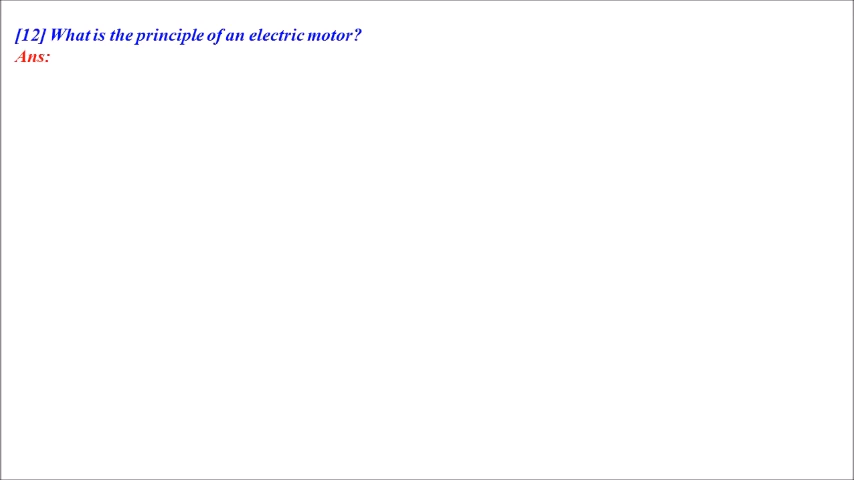 [12] What is the principle of an electric motor?
Ans: